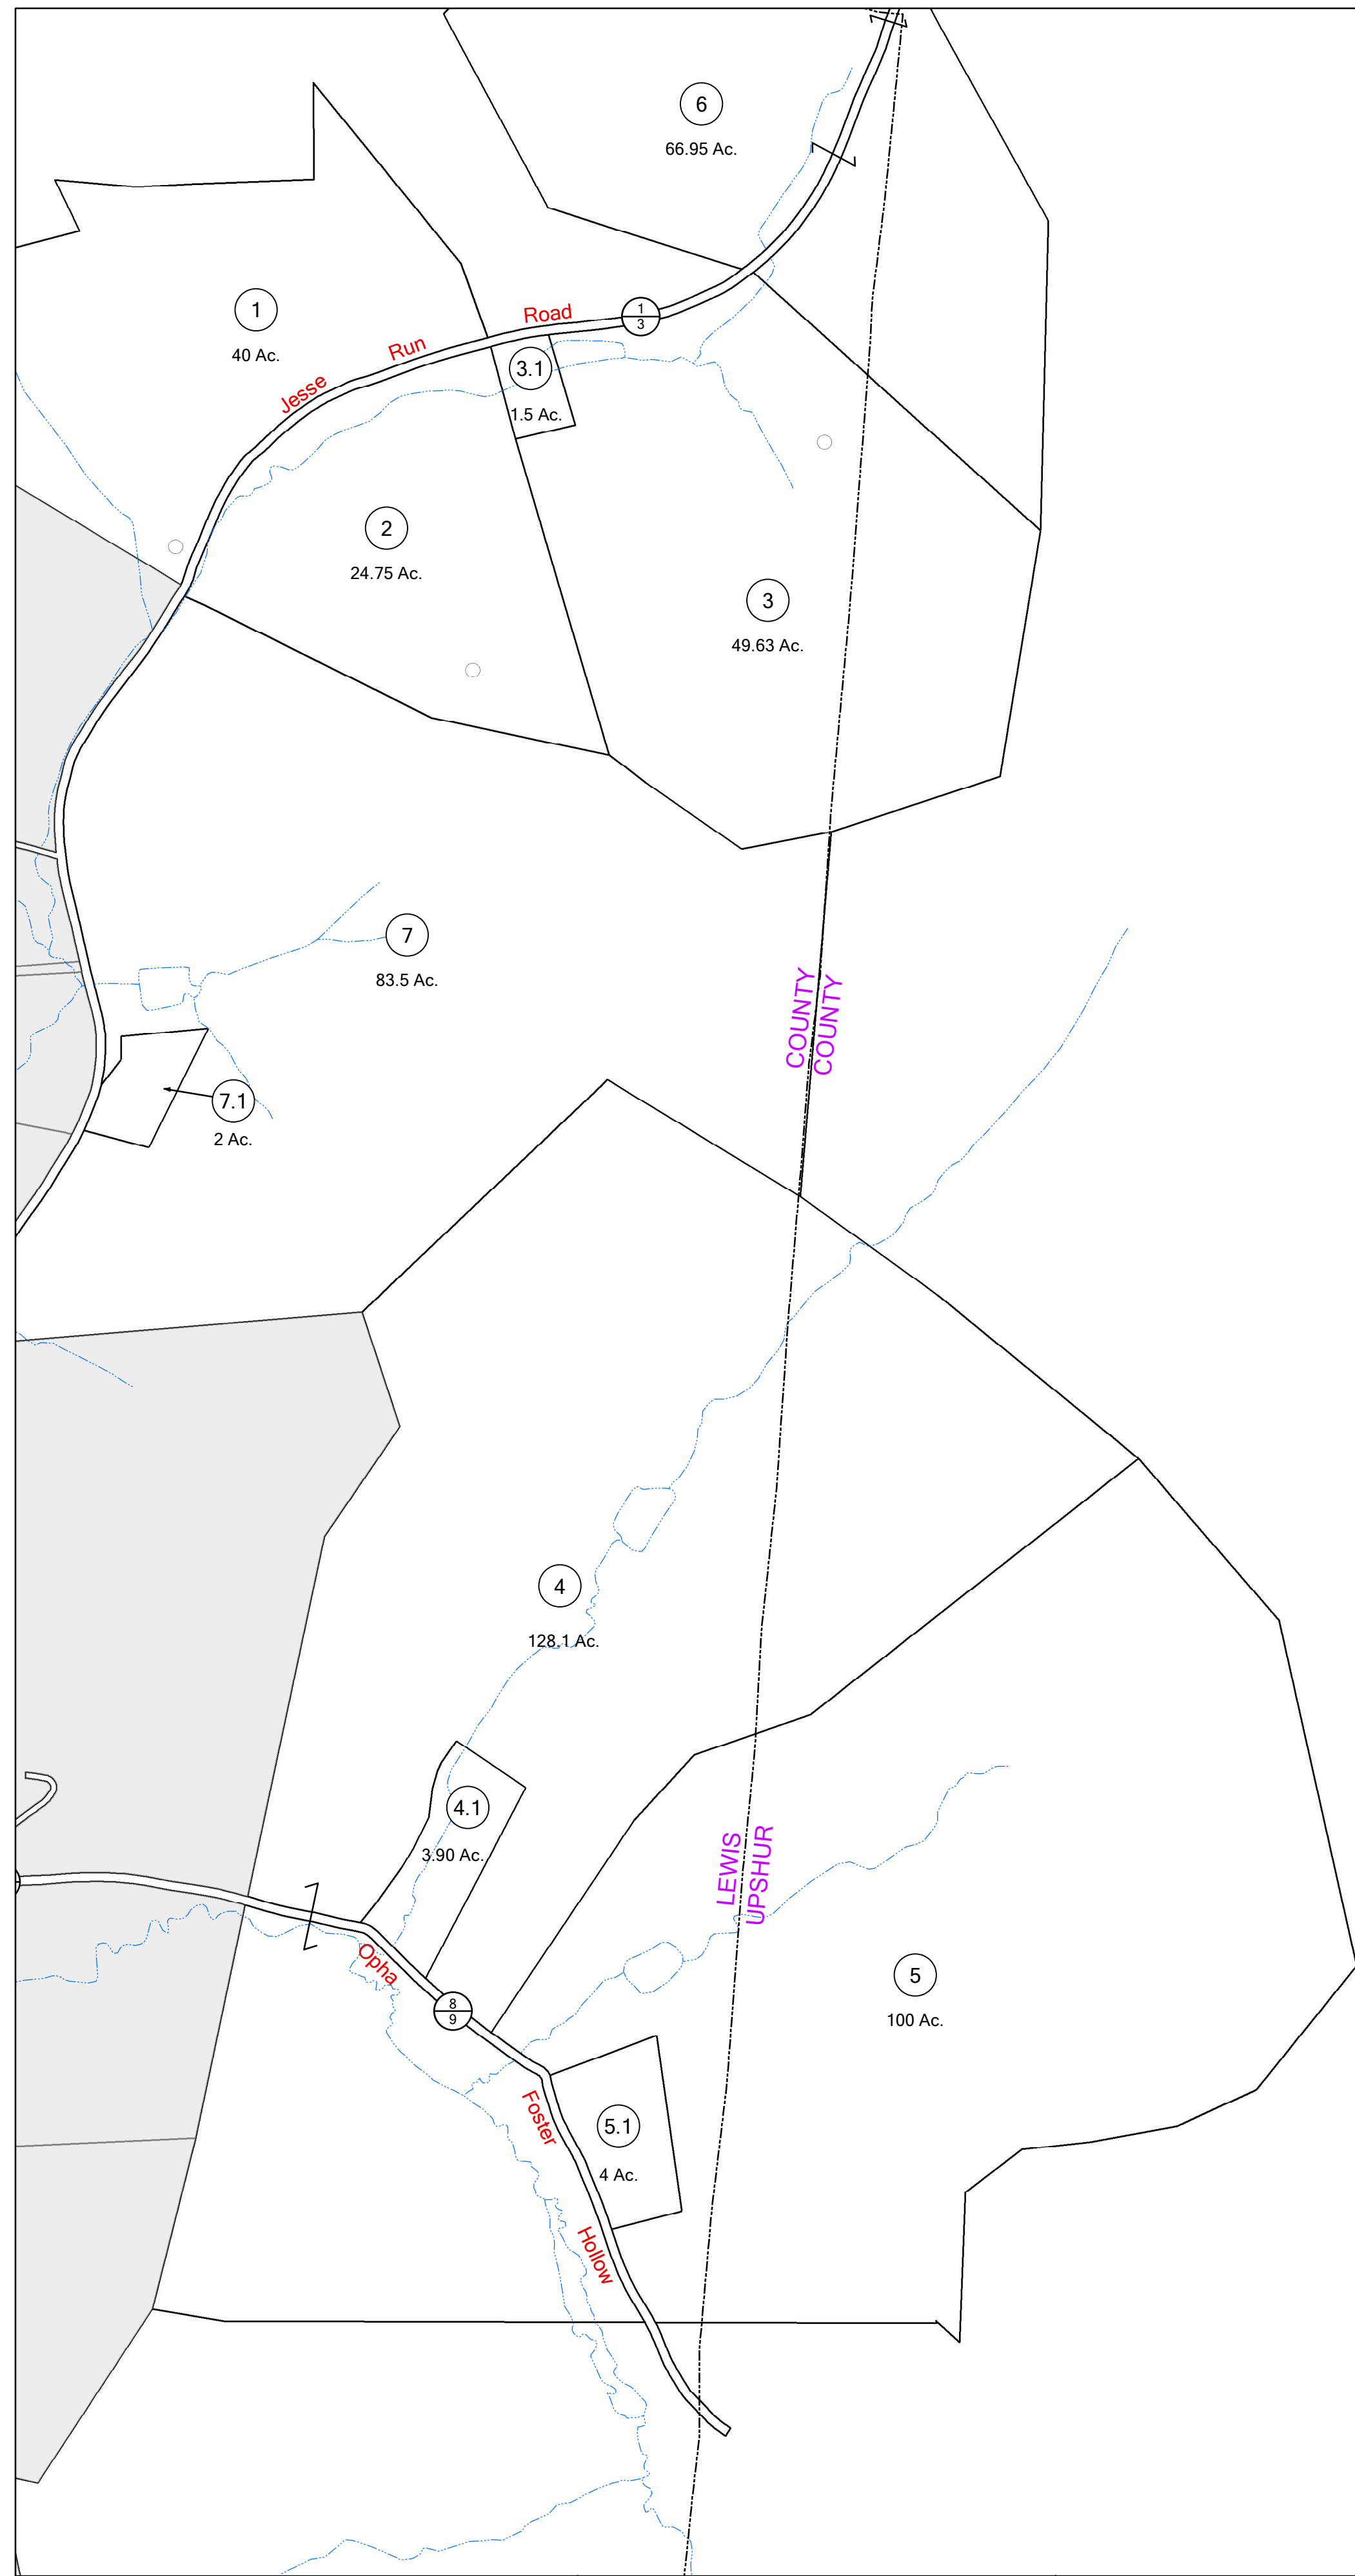 6
66.95 Ac.
1
40 Ac.
Jesse Run Road
1
3
3.1
1.5 Ac.
2
24.75 Ac.
3
49.63 Ac.
7
83.5 Ac.
COUNTY
COUNTY
7.1
2 Ac.
4
128.1 Ac.
4.1
3.90 Ac.
LEWIS
UPSHUR
Opha Foster Hollow
8
9
5
100 Ac.
5.1
4 Ac.